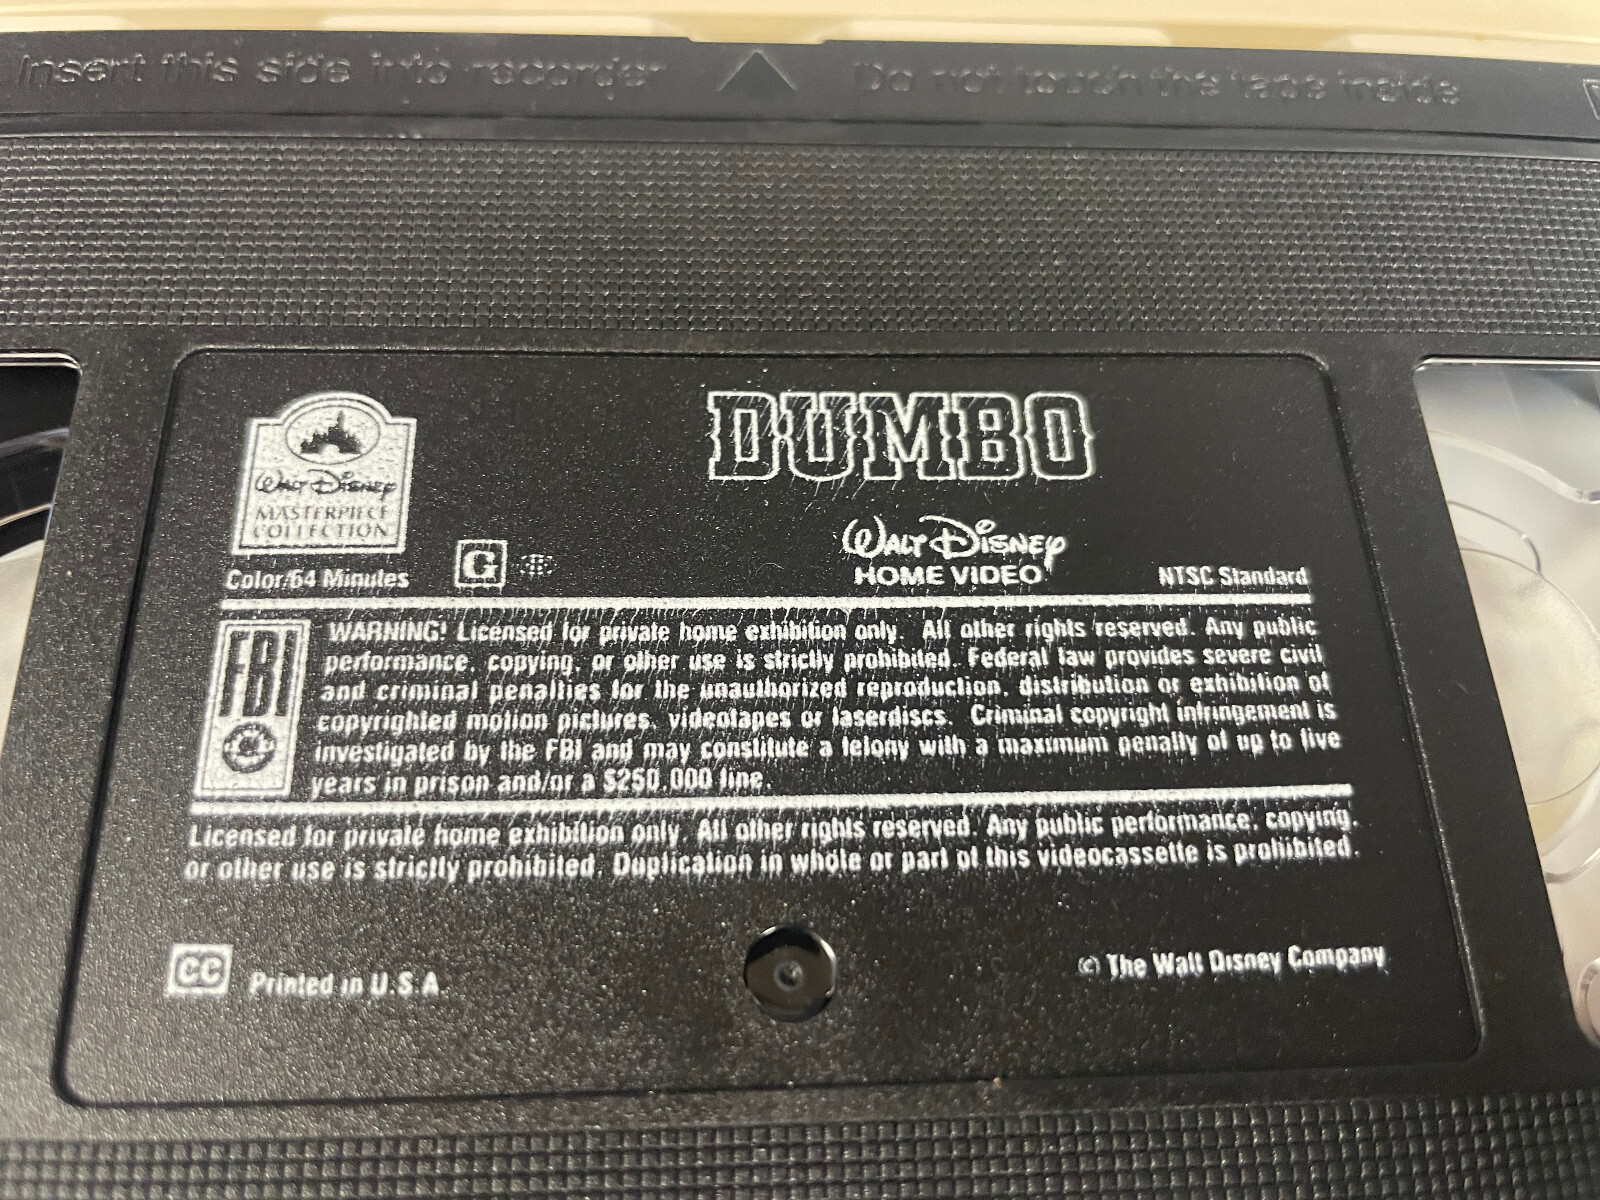 Insert this side into recorder
Do not touch the tape inside
DUMBO
WALT DISNEY
MASTERPIECE
COLLECTION
WALT DISNEY
HOME VIDEO
Color/64 Minutes
G
NTSC Standard
FBI
WARNING! Licensed for private home exhibition only. All other rights reserved. Any public
performance, copying, or other use is strictly prohibited. Federal law provides severe civil
and criminal penalties for the unauthorized reproduction, distribution or exhibition of
copyrighted motion pictures, videotapes or laserdiscs. Criminal copyright infringement is
investigated by the FBI and may constitute a felony with a maximum penalty of up to five
years in prison and/or a $250,000 fine.
Licensed for private home exhibition only. All other rights reserved. Any public performance, copying,
or other use is strictly prohibited. Duplication in whole or part of this videocassette is prohibited.
CC
Printed in U.S.A
© The Walt Disney Company